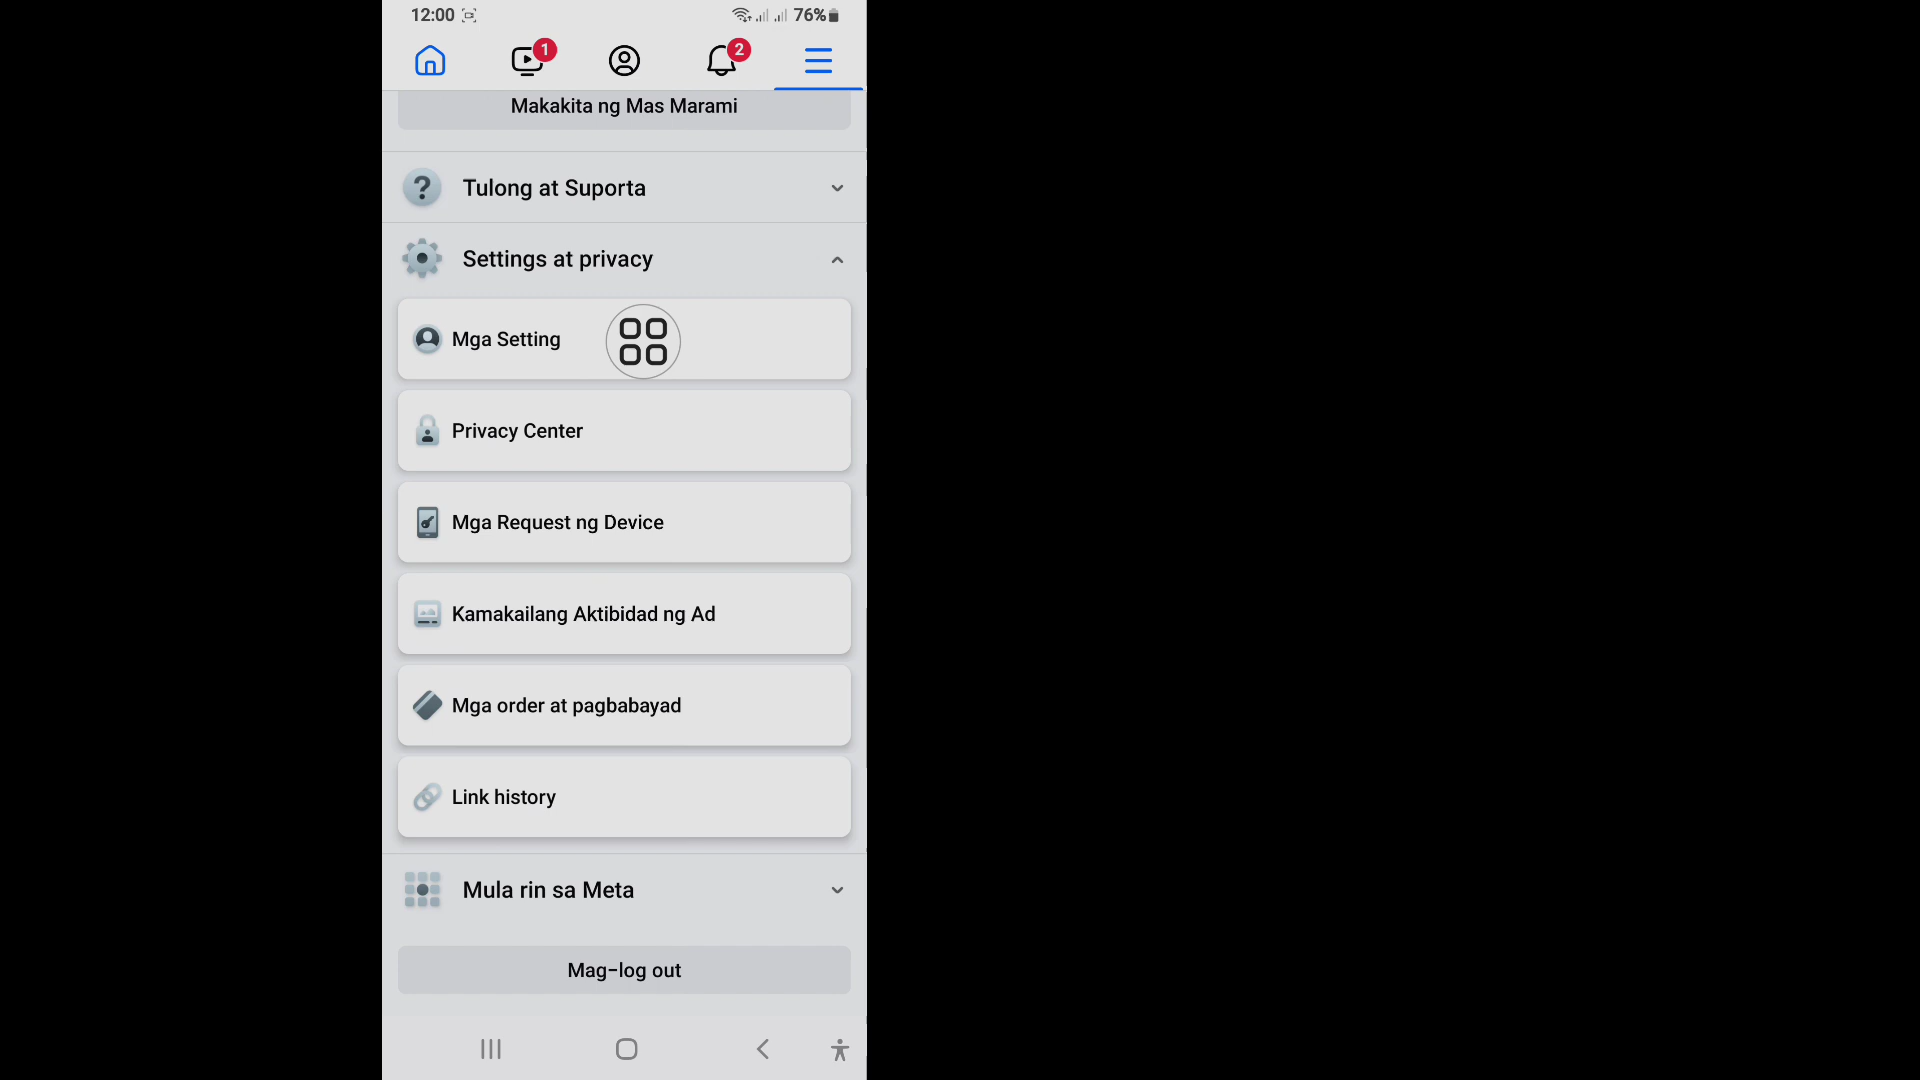 12:00 76%
1 2
Makakita ng Mas Marami
? Tulong at Suporta
Settings at privacy
Mga Setting
Privacy Center
Mga Request ng Device
Kamakailang Aktibidad ng Ad
Mga order at pagbabayad
Link history
Mula rin sa Meta
Mag-log out